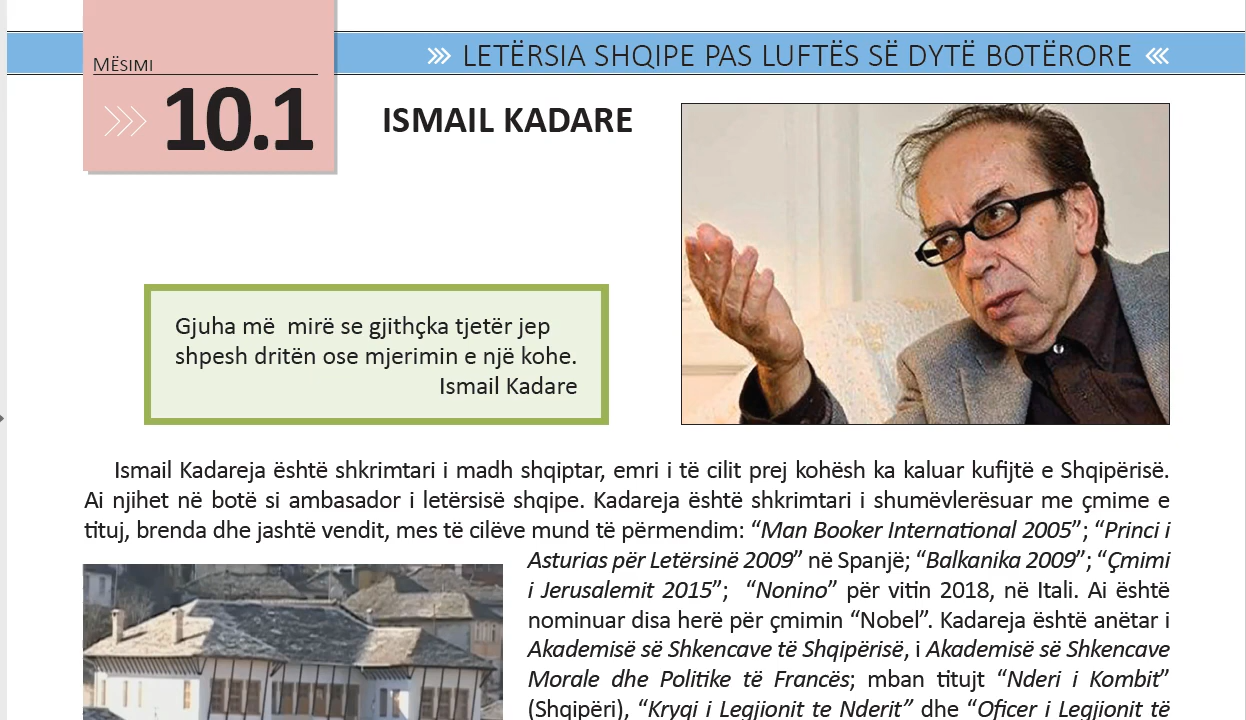 LETËRSIA SHQIPE PAS LUFTËS SË DYTË BOTËRORE
MËSIMI
10.1
ISMAIL KADARE
Gjuha më mirë se gjithçka tjetër jep
shpesh dritën ose mjerimin e një kohe.
Ismail Kadare
Ismail Kadareja është shkrimtari i madh shqiptar, emri i të cilit prej kohësh ka kaluar kufijtë e Shqipërisë.
Ai njihet në botë si ambasador i letërsisë shqipe. Kadareja është shkrimtari i shumëvlerësuar me çmime e
tituj, brenda dhe jashtë vendit, mes të cilëve mund të përmendim: “Man Booker International 2005”; “Princi i
Asturias për Letërsinë 2009” në Spanjë; “Balkanika 2009”; “Çmimi
i Jerusalemit 2015”; “Nonino” për vitin 2018, në Itali. Ai është
nominuar disa herë për çmimin “Nobel”. Kadareja është anëtar i
Akademisë së Shkencave të Shqipërisë, i Akademisë së Shkencave
Morale dhe Politike të Francës; mban titujt “Nderi i Kombit”
(Shqipëri), “Kryqi i Legjionit te Nderit” dhe “Oficer i Legjionit të